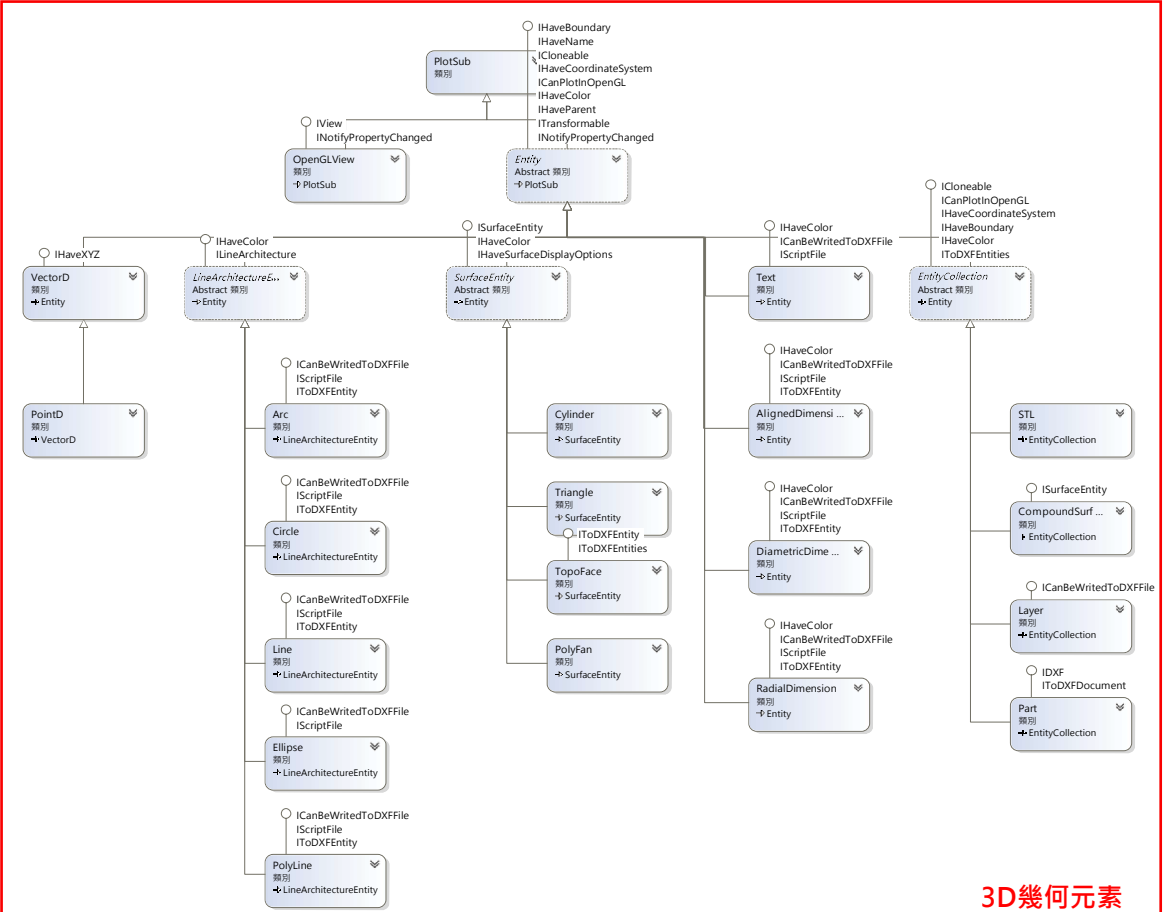 IHaveBoundary
IHaveName
ICloneable
IHaveCoordinateSystem
ICanPlotInOpenGL
IHaveColor
IHaveParent
ITransformable
INotifyPropertyChanged
PlotSub
類別
IView
INotifyPropertyChanged
OpenGLView
類別
PlotSub
Entity
Abstract 類別
PlotSub
ICloneable
ICanPlotInOpenGL
IHaveCoordinateSystem
IHaveBoundary
IHaveColor
IToDXFEntities
IHaveXYZ
VectorD
類別
Entity
IHaveColor
ILineArchitecture
LineArchitectureE...
Abstract 類別
Entity
ISurfaceEntity
IHaveColor
IHaveSurfaceDisplayOptions
SurfaceEntity
Abstract 類別
Entity
IHaveColor
ICanBeWritedToDXFFile
IScriptFile
Text
類別
Entity
EntityCollection
Abstract 類別
Entity
PointD
類別
VectorD
ICanBeWritedToDXFFile
IScriptFile
IToDXFEntity
Arc
類別
LineArchitectureEntity
ICanBeWritedToDXFFile
IScriptFile
IToDXFEntity
Circle
類別
LineArchitectureEntity
ICanBeWritedToDXFFile
IScriptFile
IToDXFEntity
Line
類別
LineArchitectureEntity
ICanBeWritedToDXFFile
IScriptFile
Ellipse
類別
LineArchitectureEntity
ICanBeWritedToDXFFile
IScriptFile
IToDXFEntity
PolyLine
類別
LineArchitectureEntity
Cylinder
類別
SurfaceEntity
Triangle
類別
SurfaceEntity
IToDXFEntity
IToDXFEntities
TopoFace
類別
SurfaceEntity
PolyFan
類別
SurfaceEntity
IHaveColor
ICanBeWritedToDXFFile
IScriptFile
IToDXFEntity
AlignedDimensi ...
類別
Entity
IHaveColor
ICanBeWritedToDXFFile
IScriptFile
IToDXFEntity
DiametricDime ...
類別
Entity
IHaveColor
ICanBeWritedToDXFFile
IScriptFile
IToDXFEntity
RadialDimension
類別
Entity
STL
類別
EntityCollection
ISurfaceEntity
CompoundSurf ...
類別
EntityCollection
ICanBeWritedToDXFFile
Layer
類別
EntityCollection
IDXF
IToDXFDocument
Part
類別
EntityCollection
3D幾何元素